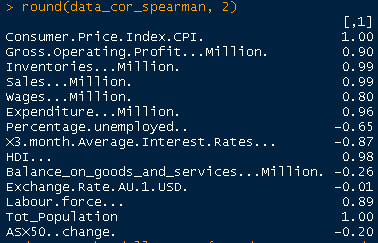 > round(data_cor_spearman, 2)
[,1]
Consumer.Price.Index.CPI. 1.00
Gross.Operating.Profit...Million. 0.90
Inventories...Million. 0.99
Sales...Million. 0.99
Wages...Million. 0.80
Expenditure...Million. 0.96
Percentage.unemployed.. -0.65
X3.month.Average.Interest.Rates... -0.87
HDI... 0.98
Balance_on_goods_and_services...Million. -0.26
Exchange.Rate.AU.1.USD. -0.01
Labour.force... 0.89
Tot_Population 1.00
ASX50..change. -0.20